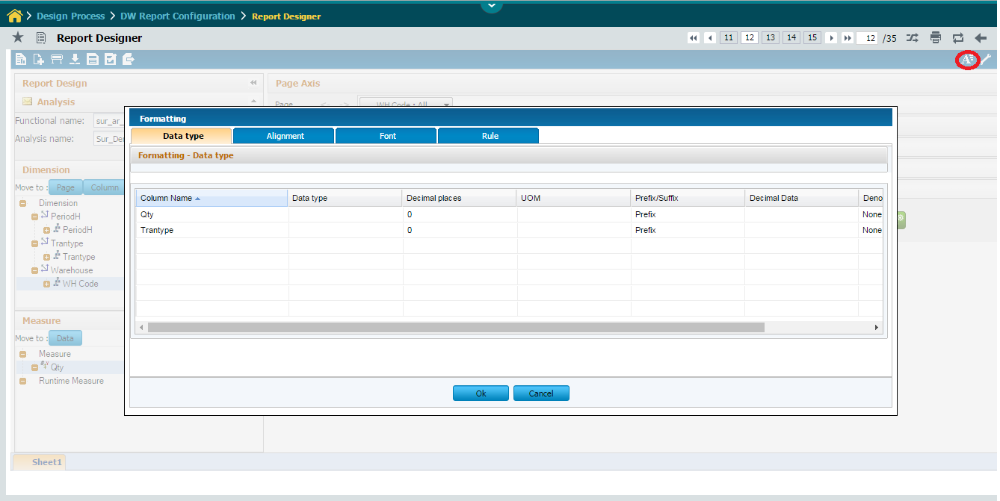 Design Process > DW Report Configuration > Report Designer
Report Designer
11 12 13 14 15 12 /35
A
Report Design
Page Axis
Analysis
Page WH Code : All
Functional name: sur_ar_
Analysis name: Sur_De
Dimension
Move to : Page Column
Dimension
PeriodH
PeriodH
Trantype
Trantype
Warehouse
WH Code
Measure
Move to : Data
Measure
Qty
Runtime Measure
Formatting
Data type Alignment Font Rule
Formatting - Data type
Column Name Data type Decimal places UOM Prefix/Suffix Decimal Data Deno
Qty 0 Prefix None
Trantype 0 Prefix None
Ok Cancel
Sheet1